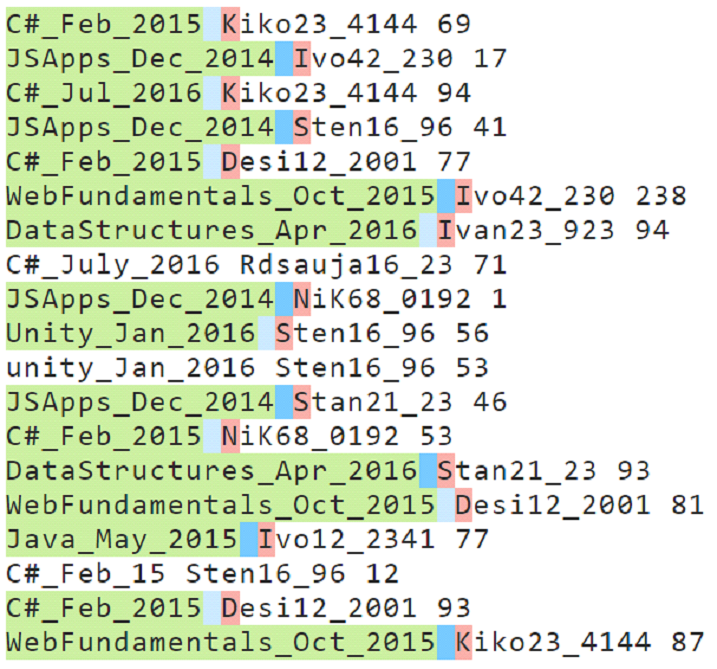 C#_Feb_2015 Kiko23_4144 69
JSApps_Dec_2014 Ivo42_230 17
C#_Jul_2016 Kiko23_4144 94
JSApps_Dec_2014 Sten16_96 41
C#_Feb_2015 Desi12_2001 77
WebFundamentals_Oct_2015 Ivo42_230 238
DataStructures_Apr_2016 Ivan23_923 94
C#_July_2016 Rdsauja16_23 71
JSApps_Dec_2014 NiK68_0192 1
Unity_Jan_2016 Sten16_96 56
unity_Jan_2016 Sten16_96 53
JSApps_Dec_2014 Stan21_23 46
C#_Feb_2015 NiK68_0192 53
DataStructures_Apr_2016 Stan21_23 93
WebFundamentals_Oct_2015 Desi12_2001 81
Java_May_2015 Ivo12_2341 77
C#_Feb_15 Sten16_96 12
C#_Feb_2015 Desi12_2001 93
WebFundamentals_Oct_2015 Kiko23_4144 87